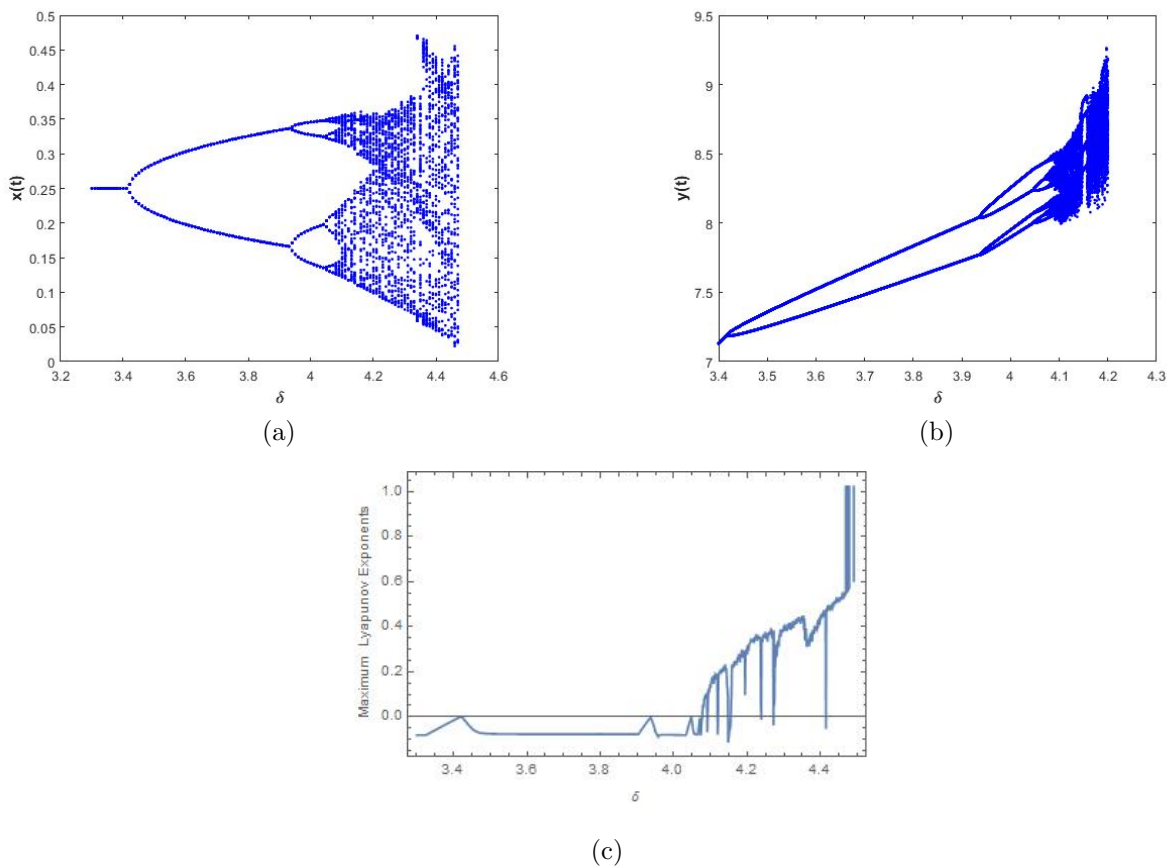 0.5
0.45
0.4
0.35
0.3
0.25
0.2
0.15
0.1
0.05
0
x(t)
3.2 3.4 3.6 3.8 4 4.2 4.4 4.6
δ
(a)
9.5
9
8.5
8
7.5
7
y(t)
3.4 3.5 3.6 3.7 3.8 3.9 4 4.1 4.2 4.3
δ
(b)
1.0
0.8
0.6
0.4
0.2
0.0
Maximum Lyapunov Exponents
3.4 3.6 3.8 4.0 4.2 4.4
δ
(c)